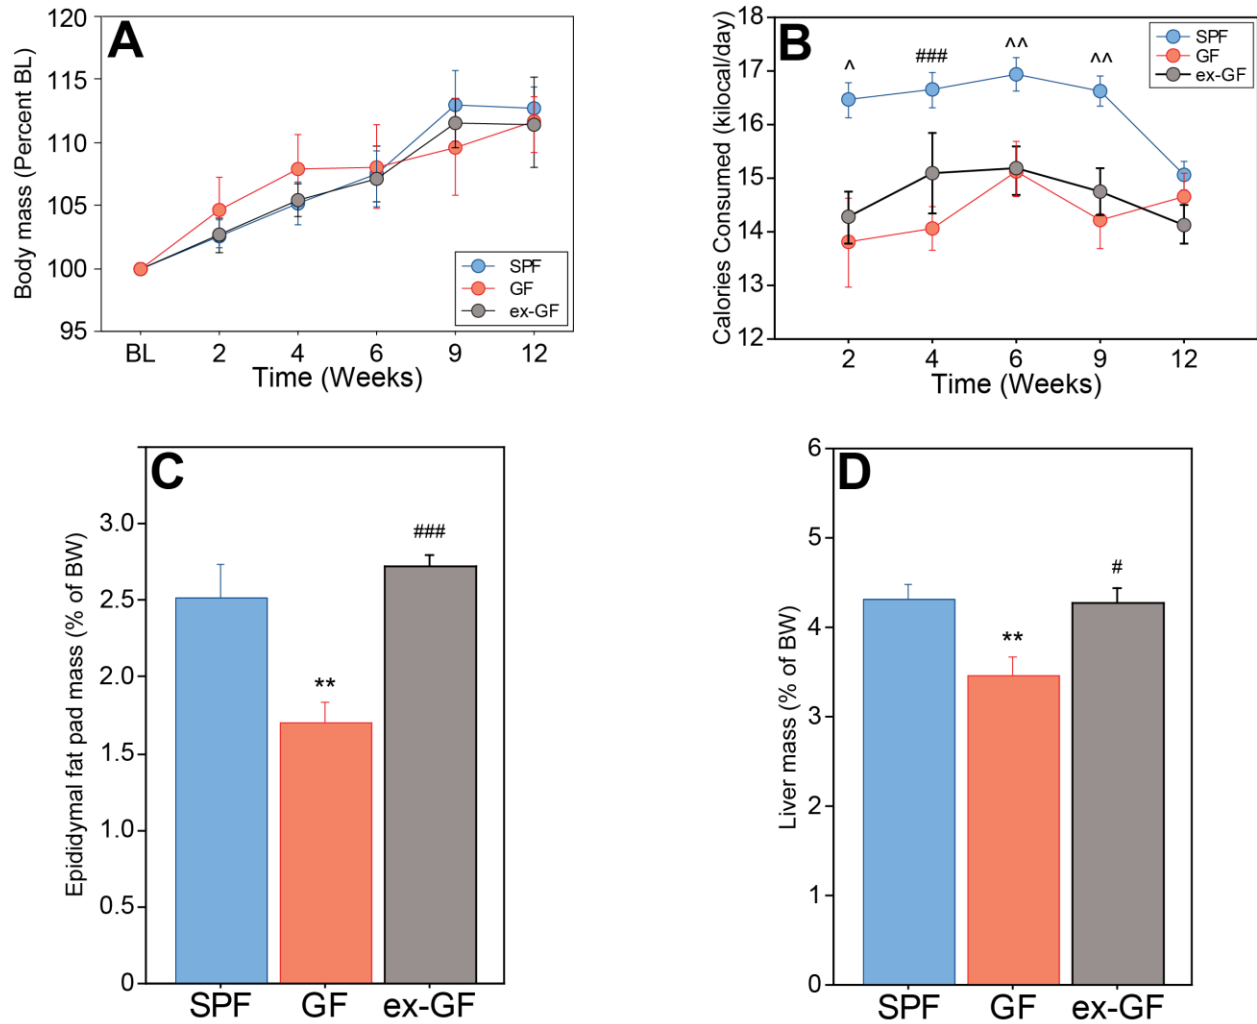 A
Body mass (Percent BL)
120
115
110
105
100
95
SPF
GF
ex-GF
BL 2 4 6 9 12
Time (Weeks)
B
Calories Consumed (kilocal/day)
18
17
16
15
14
13
12
^ ### ^^ ^^
SPF
GF
ex-GF
2 4 6 9 12
Time (Weeks)
C
Epididymal fat pad mass (% of BW)
3.0
2.5
2.0
1.5
1.0
0.5
0
**
###
SPF GF ex-GF
D
Liver mass (% of BW)
6
5
4
3
2
1
0
**
#
SPF GF ex-GF